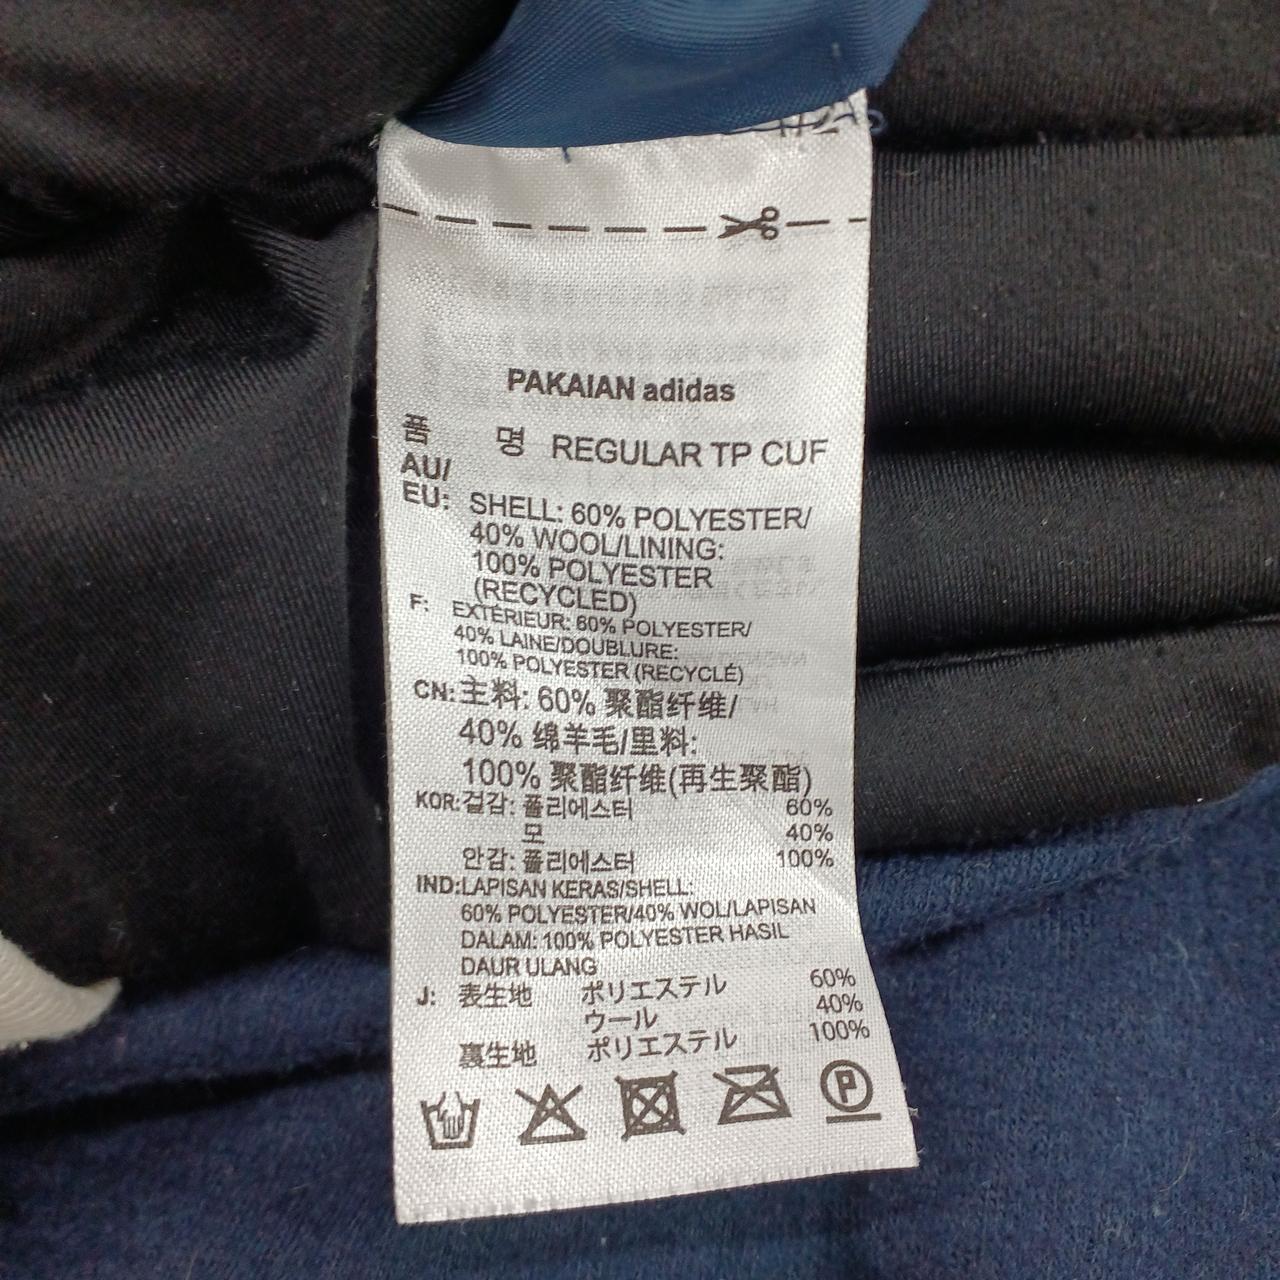 PAKAIAN adidas
품 명 REGULAR TP CUF
AU/
EU: SHELL: 60% POLYESTER/
40% WOOL/LINING:
100% POLYESTER
(RECYCLED)
F: EXTÉRIEUR: 60% POLYESTER/
40% LAINE/DOUBLURE:
100% POLYESTER (RECYCLÉ)
CN: 主料: 60% 聚酯纤维/
40% 绵羊毛/里料:
100% 聚酯纤维(再生聚酯)
KOR: 겉감: 폴리에스터 60%
모 40%
안감: 폴리에스터 100%
IND: LAPISAN KERAS/SHELL:
60% POLYESTER/40% WOL/LAPISAN
DALAM: 100% POLYESTER HASIL
DAUR ULANG
J: 表生地 ポリエステル 60%
ウール 40%
裏生地 ポリエステル 100%
P